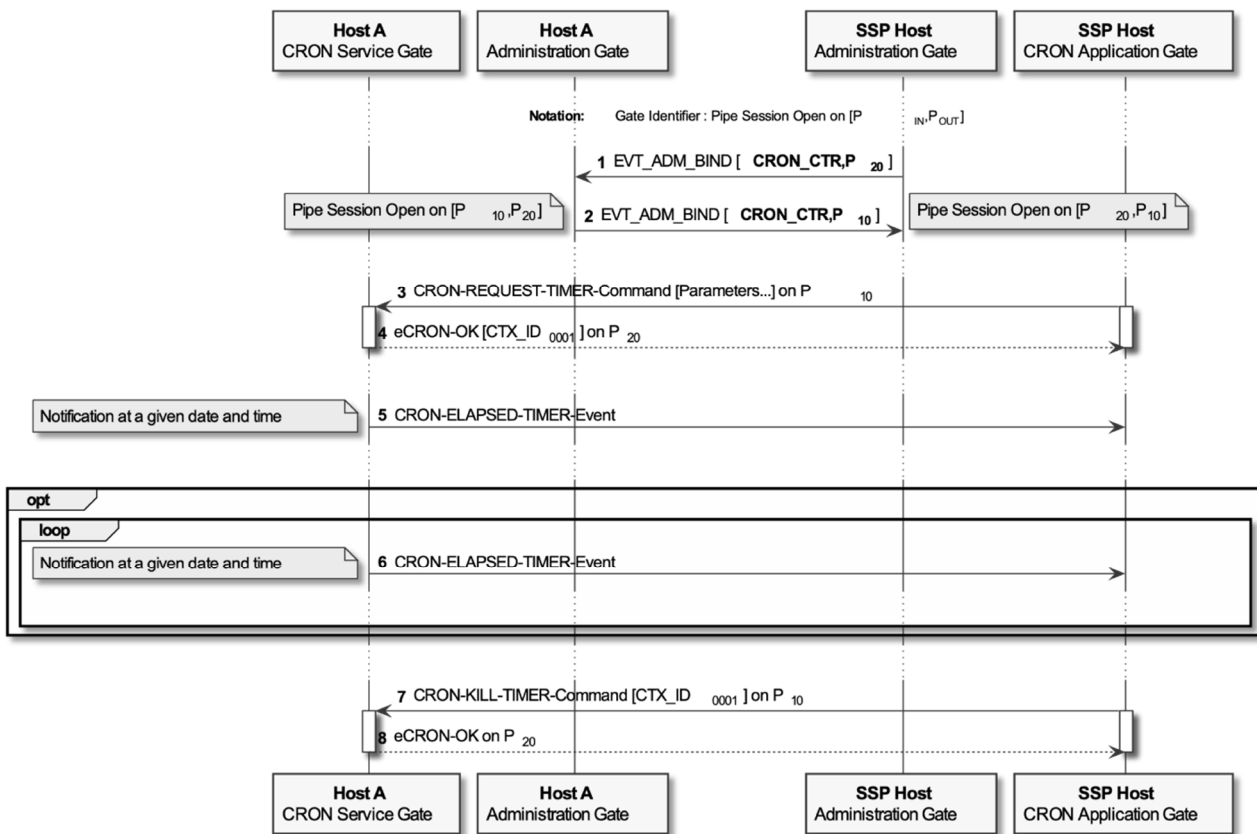 Host A
CRON Service Gate
Host A
Administration Gate
SSP Host
Administration Gate
SSP Host
CRON Application Gate
Notation: Gate Identifier : Pipe Session Open on [P IN,P OUT]
1 EVT_ADM_BIND [ CRON_CTR,P 20 ]
Pipe Session Open on [P 10 ,P 20 ]
2 EVT_ADM_BIND [ CRON_CTR,P 10 ]
Pipe Session Open on [P 20 ,P 10 ]
3 CRON-REQUEST-TIMER-Command [Parameters...] on P 10
4 eCRON-OK [CTX_ID 0001 ] on P 20
Notification at a given date and time
5 CRON-ELAPSED-TIMER-Event
opt
loop
Notification at a given date and time
6 CRON-ELAPSED-TIMER-Event
7 CRON-KILL-TIMER-Command [CTX_ID 0001 ] on P 10
8 eCRON-OK on P 20
Host A
CRON Service Gate
Host A
Administration Gate
SSP Host
Administration Gate
SSP Host
CRON Application Gate